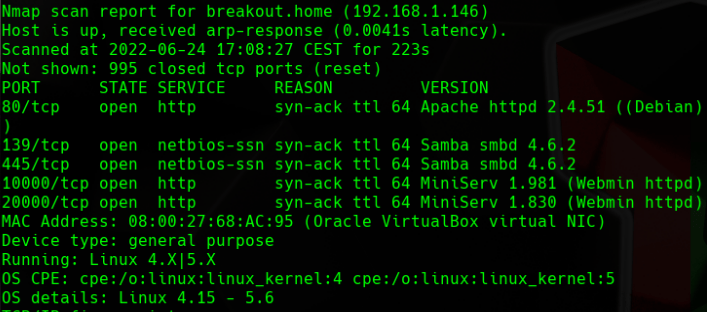 Nmap scan report for breakout.home (192.168.1.146)
Host is up, received arp-response (0.0041s latency).
Scanned at 2022-06-24 17:08:27 CEST for 223s
Not shown: 995 closed tcp ports (reset)
PORT      STATE SERVICE     REASON         VERSION
80/tcp    open  http        syn-ack ttl 64 Apache httpd 2.4.51 ((Debian)
)
139/tcp   open  netbios-ssn syn-ack ttl 64 Samba smbd 4.6.2
445/tcp   open  netbios-ssn syn-ack ttl 64 Samba smbd 4.6.2
10000/tcp open  http        syn-ack ttl 64 MiniServ 1.981 (Webmin httpd)
20000/tcp open  http        syn-ack ttl 64 MiniServ 1.830 (Webmin httpd)
MAC Address: 08:00:27:68:AC:95 (Oracle VirtualBox virtual NIC)
Device type: general purpose
Running: Linux 4.X|5.X
OS CPE: cpe:/o:linux:linux_kernel:4 cpe:/o:linux:linux_kernel:5
OS details: Linux 4.15 - 5.6